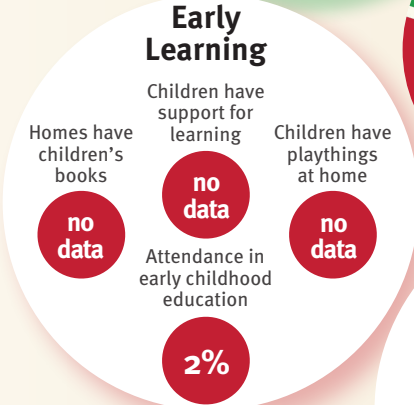 Early
Learning
Children have
support for
learning
no
data
Homes have
children's
books
no
data
Children have
playthings
at home
no
data
Attendance in
early childhood
education
2%